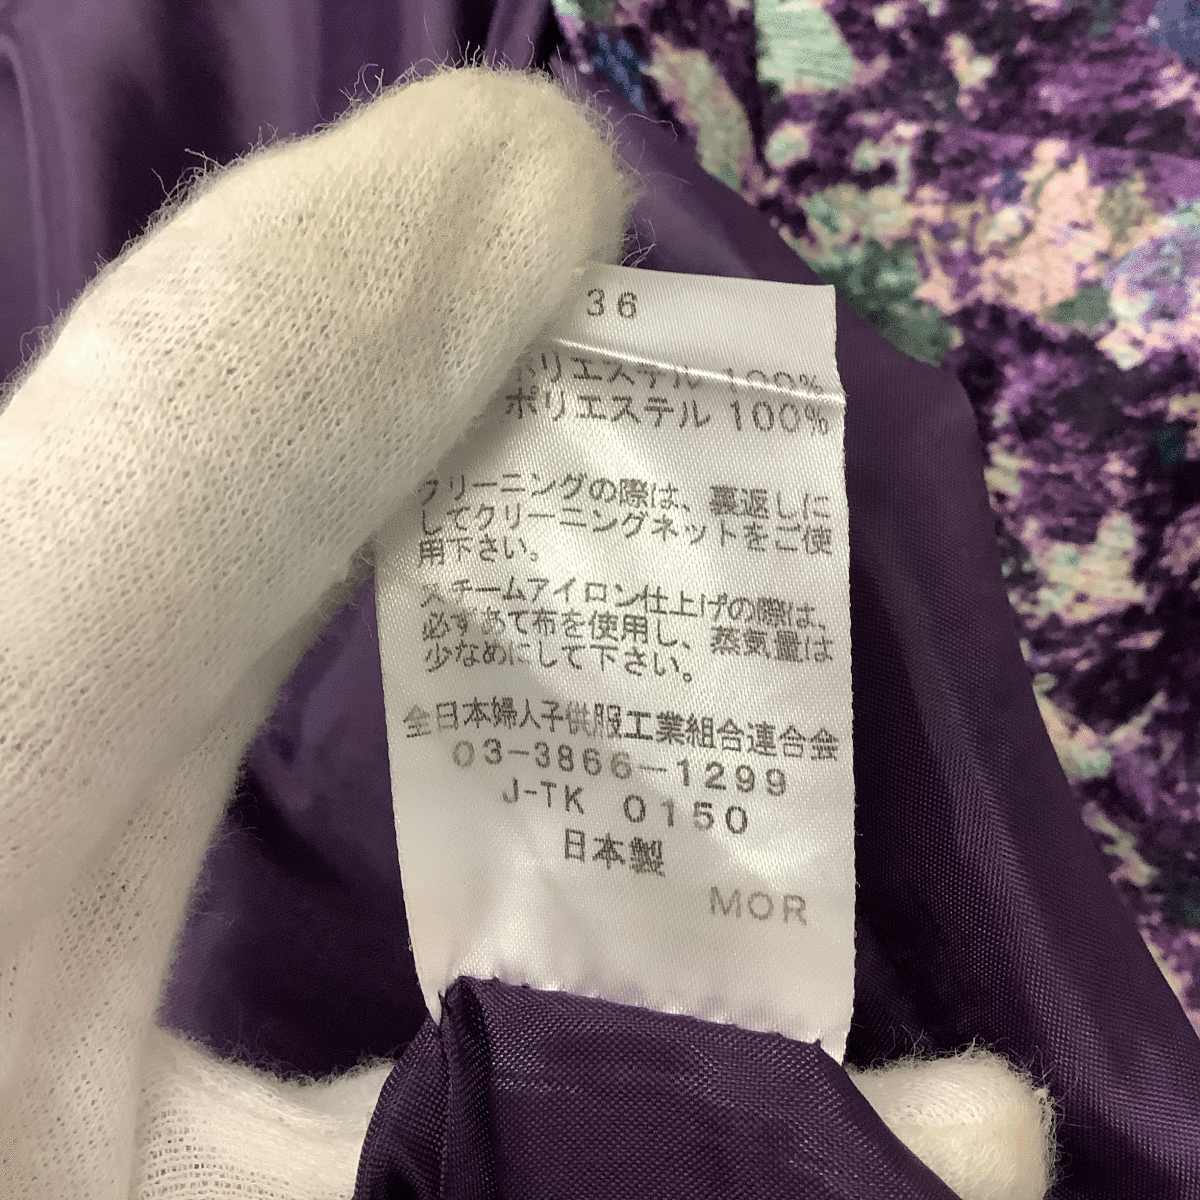 36
ポリエステル 100%
ポリエステル 100%
クリーニングの際は、裏返しに
してクリーニングネットをご使
用下さい。
スチームアイロン仕上げの際は、
必ずあて布を使用し、蒸気量は
少なめにして下さい。
全日本婦人子供服工業組合連合会
03-3866-1299
J-TK 0150
日本製
MOR